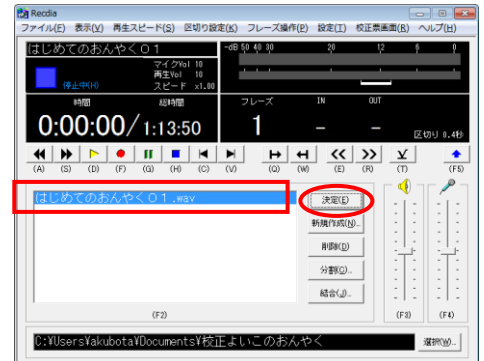 Recdia
ファイル(F) 表示(V) 再生スピード(S) 区切り設定(K) フレーズ操作(P) 設定(I) 校正票画面(R) ヘルプ(H)
はじめてのおんやく０１
-dB 50 40 30 20 12 6 0
マイクVol 10
再生Vol 10
停止中(H) スピード x1.00
時間 総時間 フレーズ IN OUT
0:00:00/1:13:50 1 - - 区切り 0.4秒
(A) (S) (D) (F) (G) (H) (C) (V) (Q) (W) (E) (R) (T) (F5)
はじめてのおんやく０１.wav
決定(E)
新規作成(N)...
削除(D)
分割(O)...
結合(J)...
(F2) (F3) (F4)
C:¥Users¥akubota¥Documents¥校正よいこのおんやく 選択(W)...